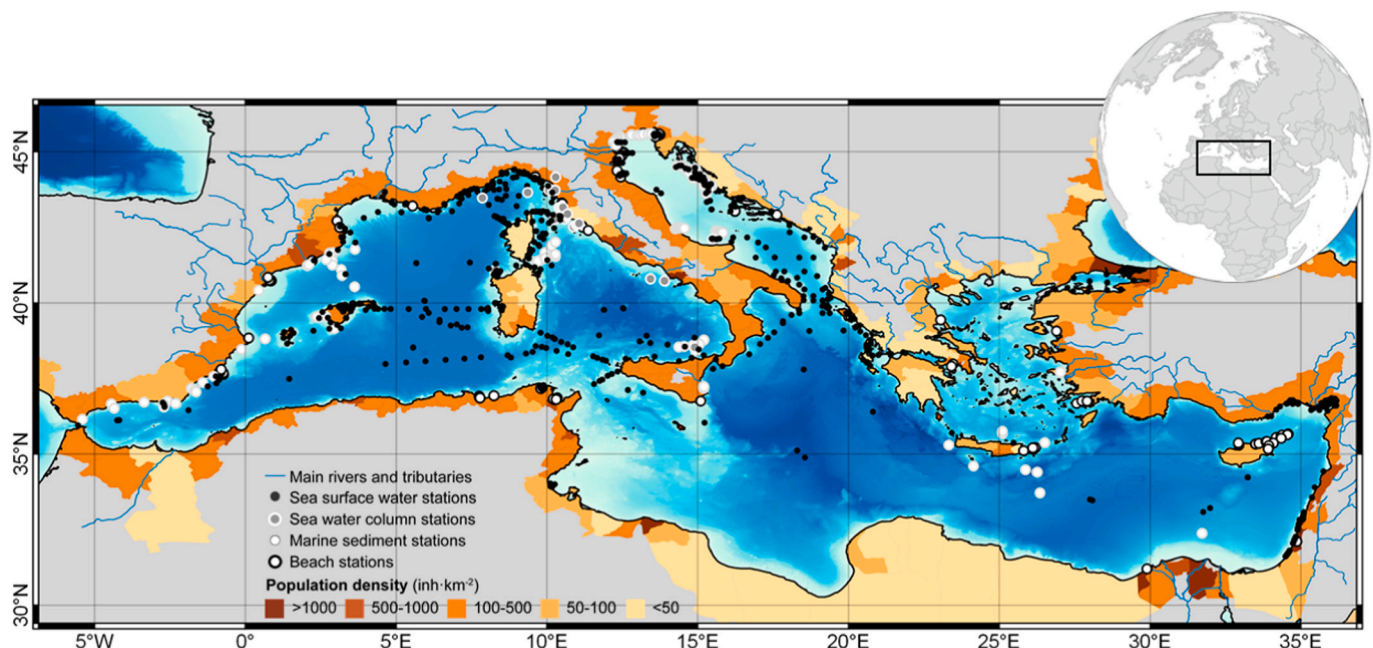 45°N
40°N
35°N
30°N
Main rivers and tributaries
Sea surface water stations
Sea water column stations
Marine sediment stations
Beach stations
Population density (inh·km⁻²)
>1000 500-1000 100-500 50-100 <50
5°W 0° 5°E 10°E 15°E 20°E 25°E 30°E 35°E